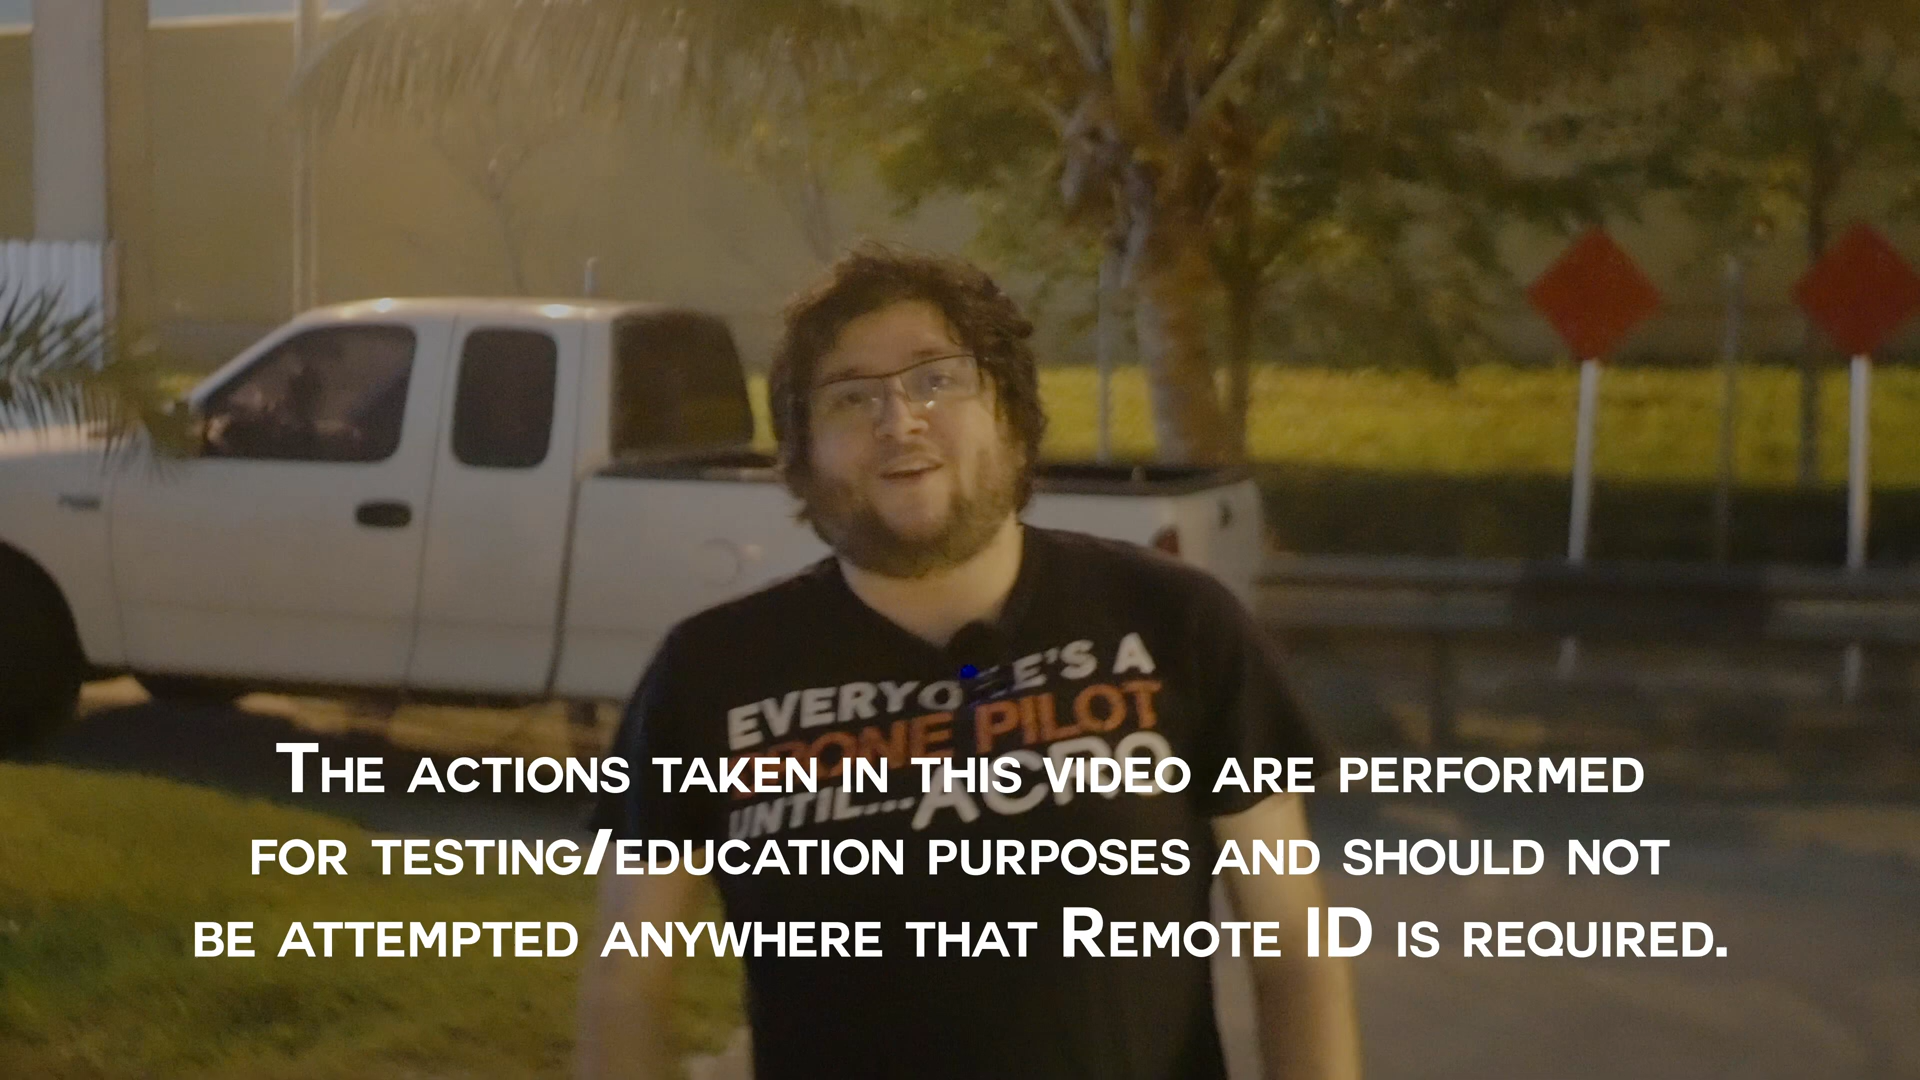 EVERYONE'S A
DRONE PILOT
UNTIL... ACRO
The actions taken in this video are performed
for testing/education purposes and should not
be attempted anywhere that Remote ID is required.